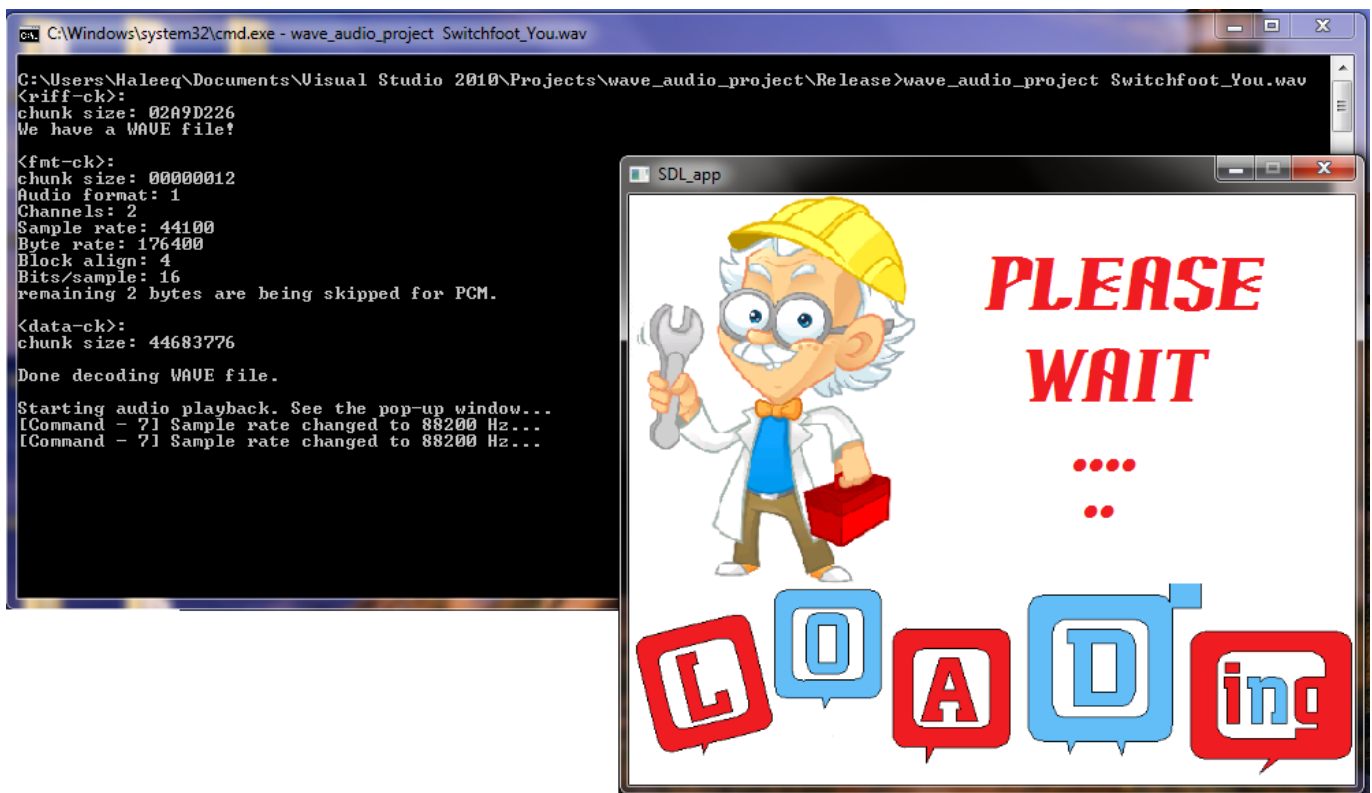 C:\Windows\system32\cmd.exe - wave_audio_project Switchfoot_You.wav
C:\Users\Haleeq\Documents\Visual Studio 2010\Projects\wave_audio_project\Release>wave_audio_project Switchfoot_You.wav
<riff-ck>:
chunk size: 02A9D226
We have a WAVE file!
<fmt-ck>:
chunk size: 00000012
Audio format: 1
Channels: 2
Sample rate: 44100
Byte rate: 176400
Block align: 4
Bits/sample: 16
remaining 2 bytes are being skipped for PCM.
<data-ck>:
chunk size: 44683776
Done decoding WAVE file.
Starting audio playback. See the pop-up window...
[Command - 7] Sample rate changed to 88200 Hz...
[Command - 7] Sample rate changed to 88200 Hz...
SDL_app
PLEASE
WAIT
....
..
LOADing